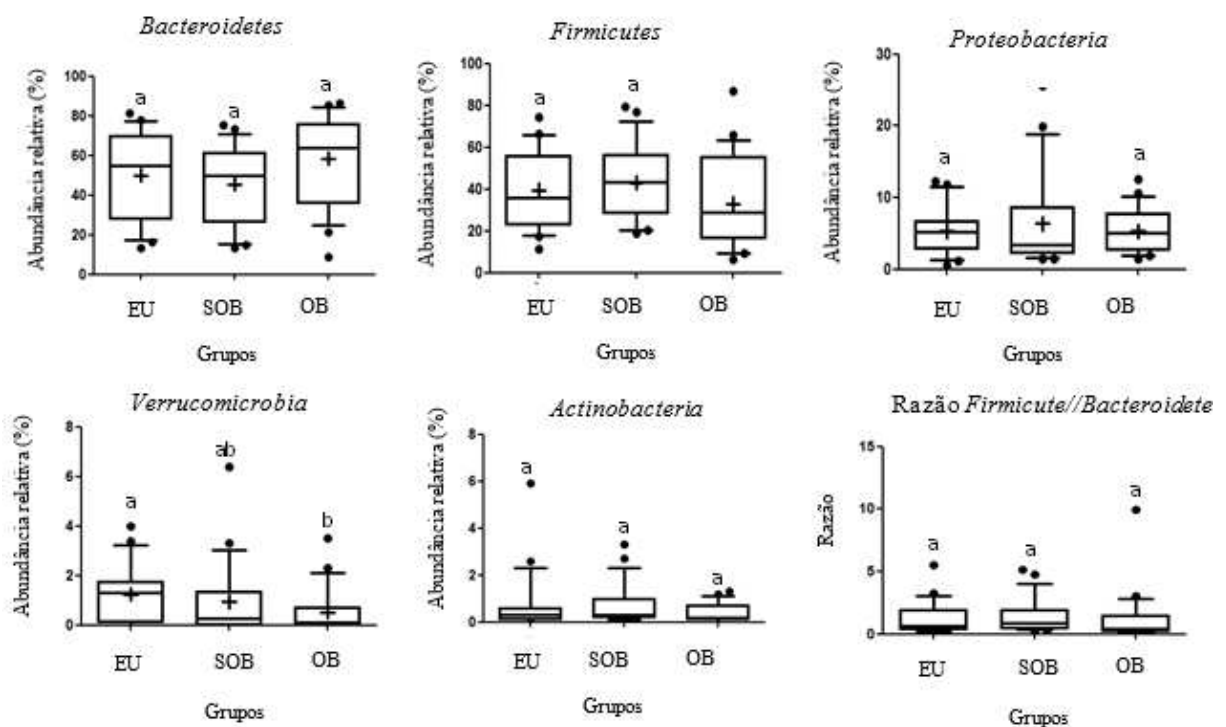 Bacteroidetes
Abundância relativa (%)
100
80
60
40
20
0
a
a
a
EU
SOB
OB
Grupos
Firmicutes
Abundância relativa (%)
100
80
60
40
20
0
a
a
a
EU
SOB
OB
Grupos
Proteobacteria
Abundância relativa (%)
30
20
10
0
a
a
EU
SOB
OB
Grupos
Verrucomicrobia
Abundância relativa (%)
8
6
4
2
0
a
ab
b
EU
SOB
OB
Grupos
Actinobacteria
Abundância relativa (%)
8
6
4
2
0
a
a
a
EU
SOB
OB
Grupos
Razão Firmicute//Bacteroidete
Razão
15
10
5
0
a
a
a
EU
SOB
OB
Grupos